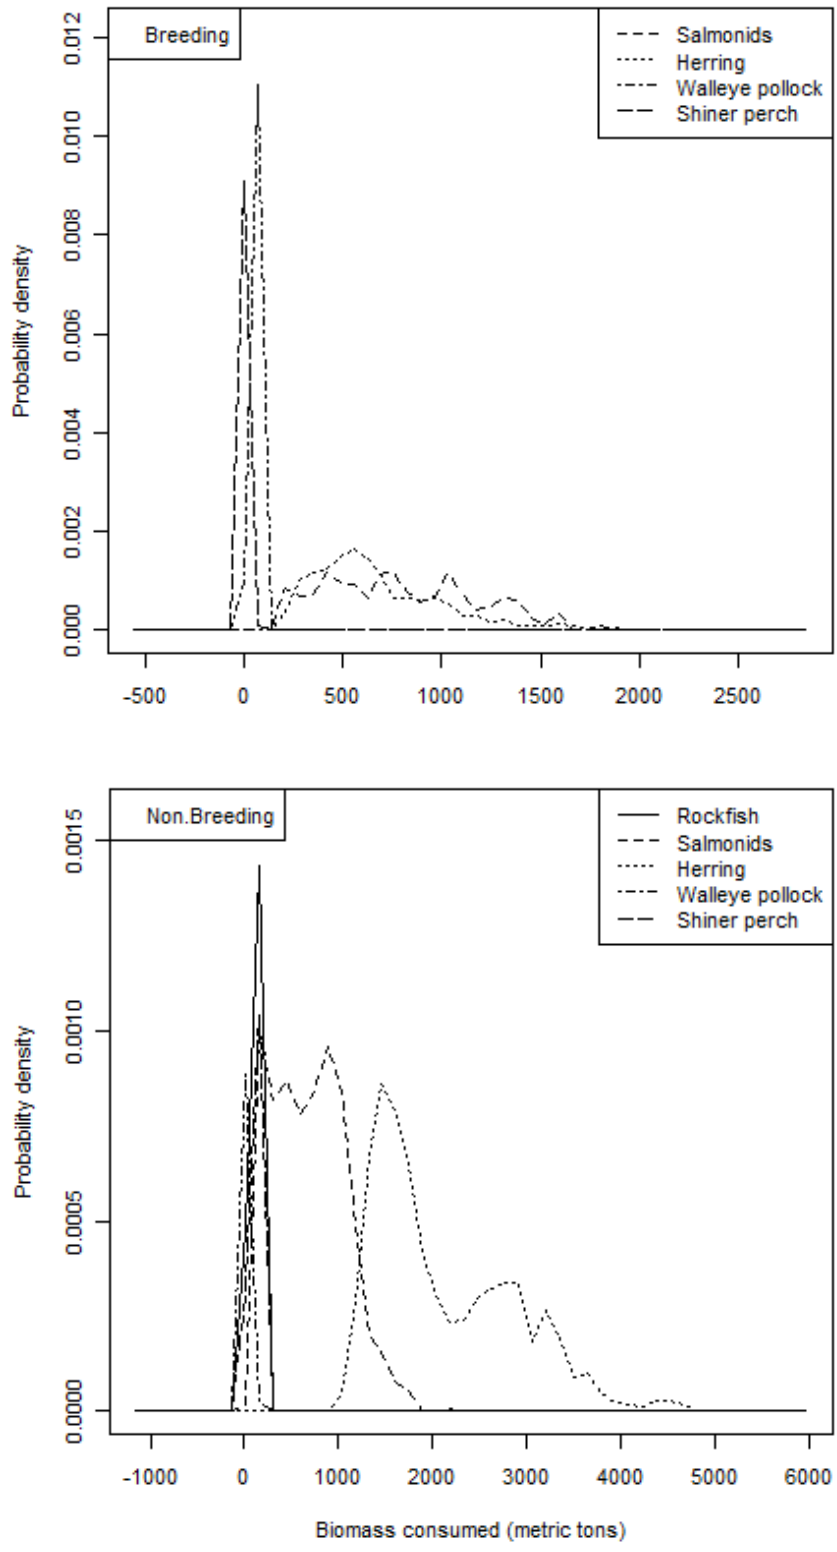 Breeding
Salmonids
Herring
Walleye pollock
Shiner perch
Probability density
0.012
0.010
0.008
0.006
0.004
0.002
0.000
-500 0 500 1000 1500 2000 2500
Non.Breeding
Rockfish
Salmonids
Herring
Walleye pollock
Shiner perch
Probability density
0.0015
0.0010
0.0005
0.0000
-1000 0 1000 2000 3000 4000 5000 6000
Biomass consumed (metric tons)